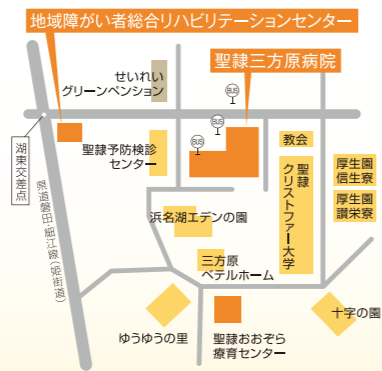 地域障がい者総合リハビリテーションセンター
せいれい
グリーンペンション
聖隷三方原病院
BUS
BUS
BUS
湖東交差点
聖隷予防検診
センター
教会
聖隷
クリストファー大学
厚生園
信生寮
厚生園
讃栄寮
県道磐田・細江線(姫街道)
浜名湖エデンの園
三方原
ベテルホーム
ゆうゆうの里
聖隷おおぞら
療育センター
十字の園